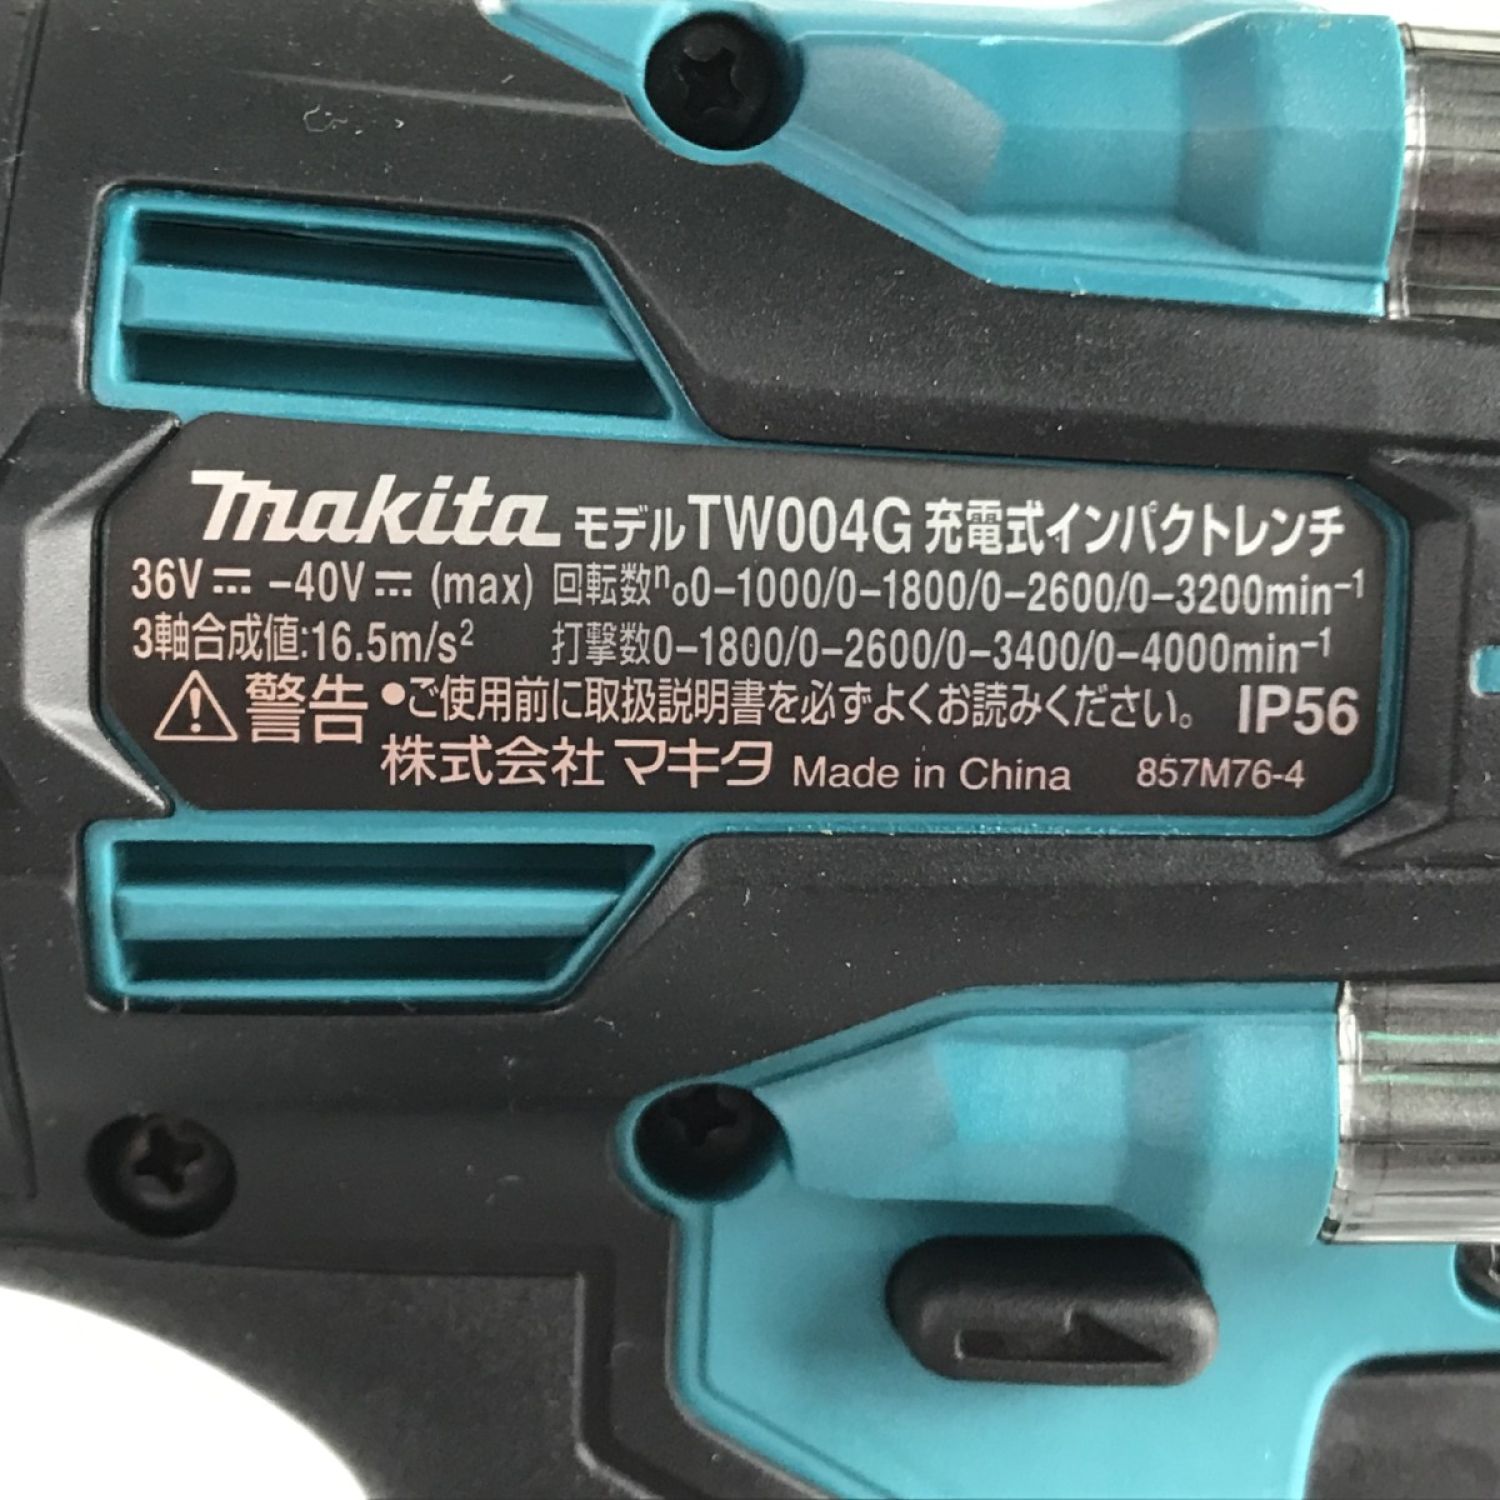 makita モデルTW004G 充電式インパクトレンチ
36V⎓ -40V⎓ (max) 回転数n₀0-1000/0-1800/0-2600/0-3200min⁻¹
3軸合成値:16.5m/s² 打撃数0-1800/0-2600/0-3400/0-4000min⁻¹
⚠警告 ●ご使用前に取扱説明書を必ずよくお読みください。 IP56
株式会社マキタ Made in China 857M76-4